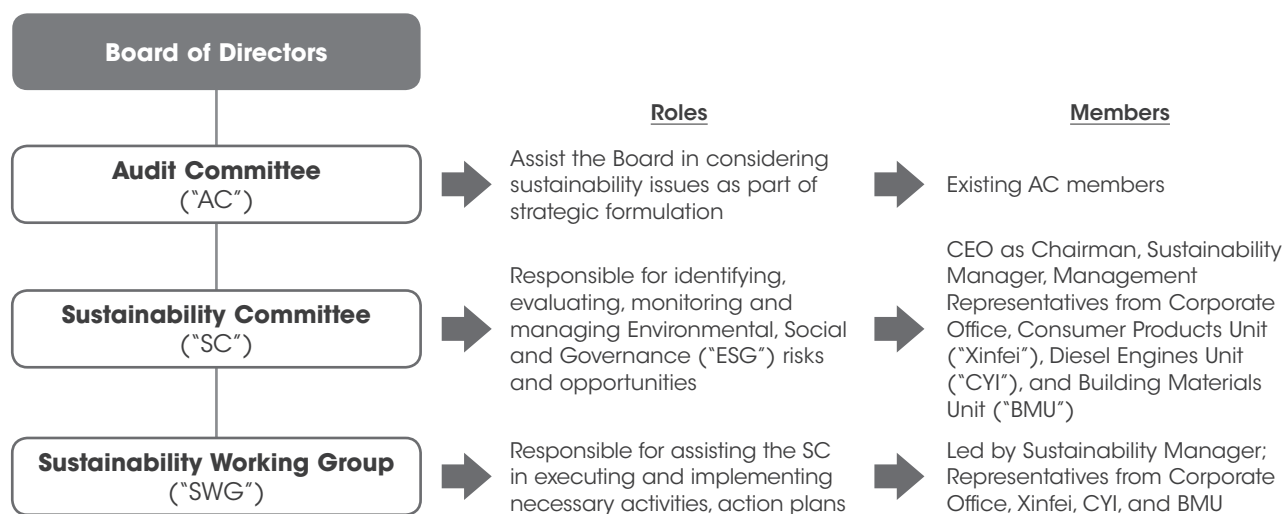 Board of Directors
Roles
Members
Audit Committee
("AC")
Assist the Board in considering
sustainability issues as part of
strategic formulation
Existing AC members
Sustainability Committee
("SC")
Responsible for identifying,
evaluating, monitoring and
managing Environmental, Social
and Governance ("ESG") risks
and opportunities
CEO as Chairman, Sustainability
Manager, Management
Representatives from Corporate
Office, Consumer Products Unit
("Xinfei"), Diesel Engines Unit
("CYI"), and Building Materials
Unit ("BMU")
Sustainability Working Group
("SWG")
Responsible for assisting the SC
in executing and implementing
necessary activities, action plans
Led by Sustainability Manager;
Representatives from Corporate
Office, Xinfei, CYI, and BMU